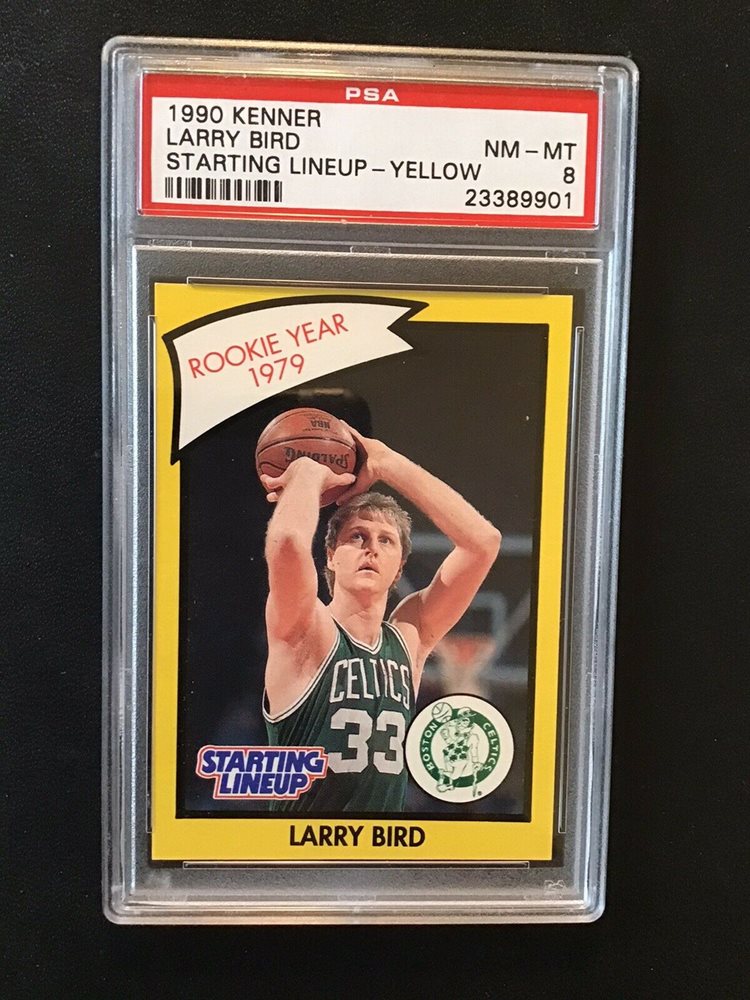 PSA
1990 KENNER
LARRY BIRD NM-MT
STARTING LINEUP-YELLOW 8
23389901
ROOKIE YEAR
1979
NBA
SPALDING
CELTICS
33
BOSTON CELTICS
STARTING
LINEUP
LARRY BIRD